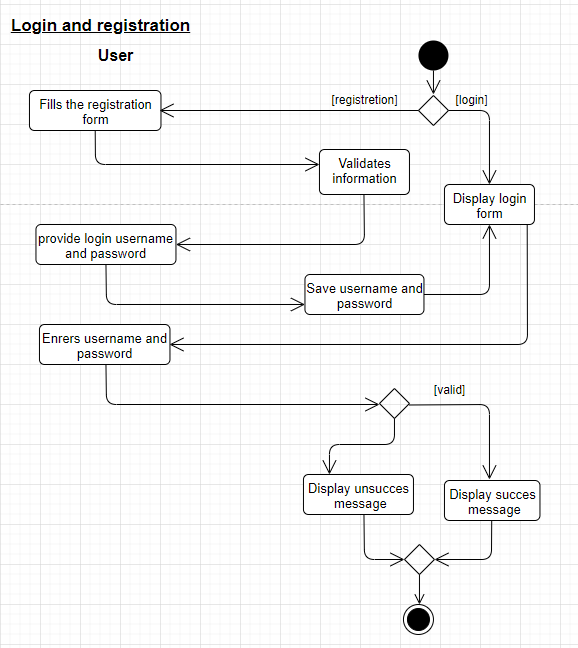 Login and registration
User
[registretion]
[login]
Fills the registration
form
Validates
information
Display login
form
provide login username
and password
Save username and
password
Enrers username and
password
[valid]
Display unsucces
message
Display succes
message